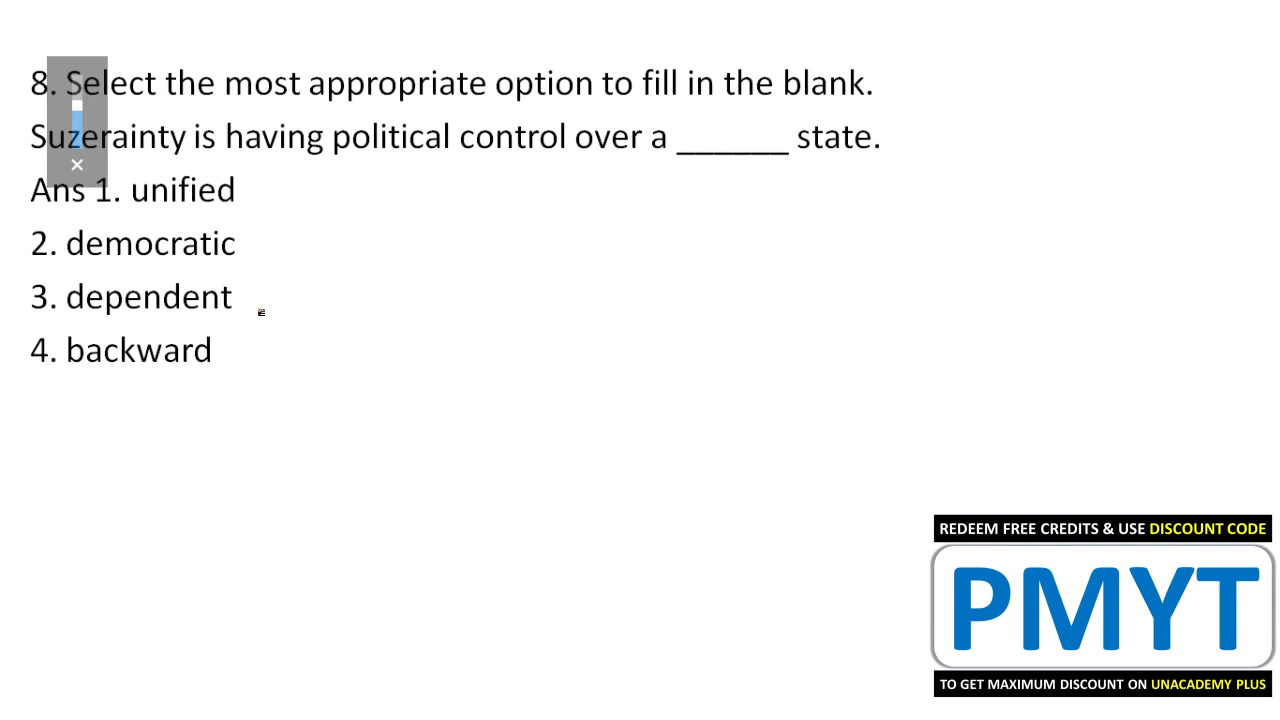 8. Select the most appropriate option to fill in the blank.
Suzerainty is having political control over a ______ state.
Ans 1. unified
2. democratic
3. dependent
4. backward
REDEEM FREE CREDITS & USE DISCOUNT CODE
PMYT
TO GET MAXIMUM DISCOUNT ON UNACADEMY PLUS